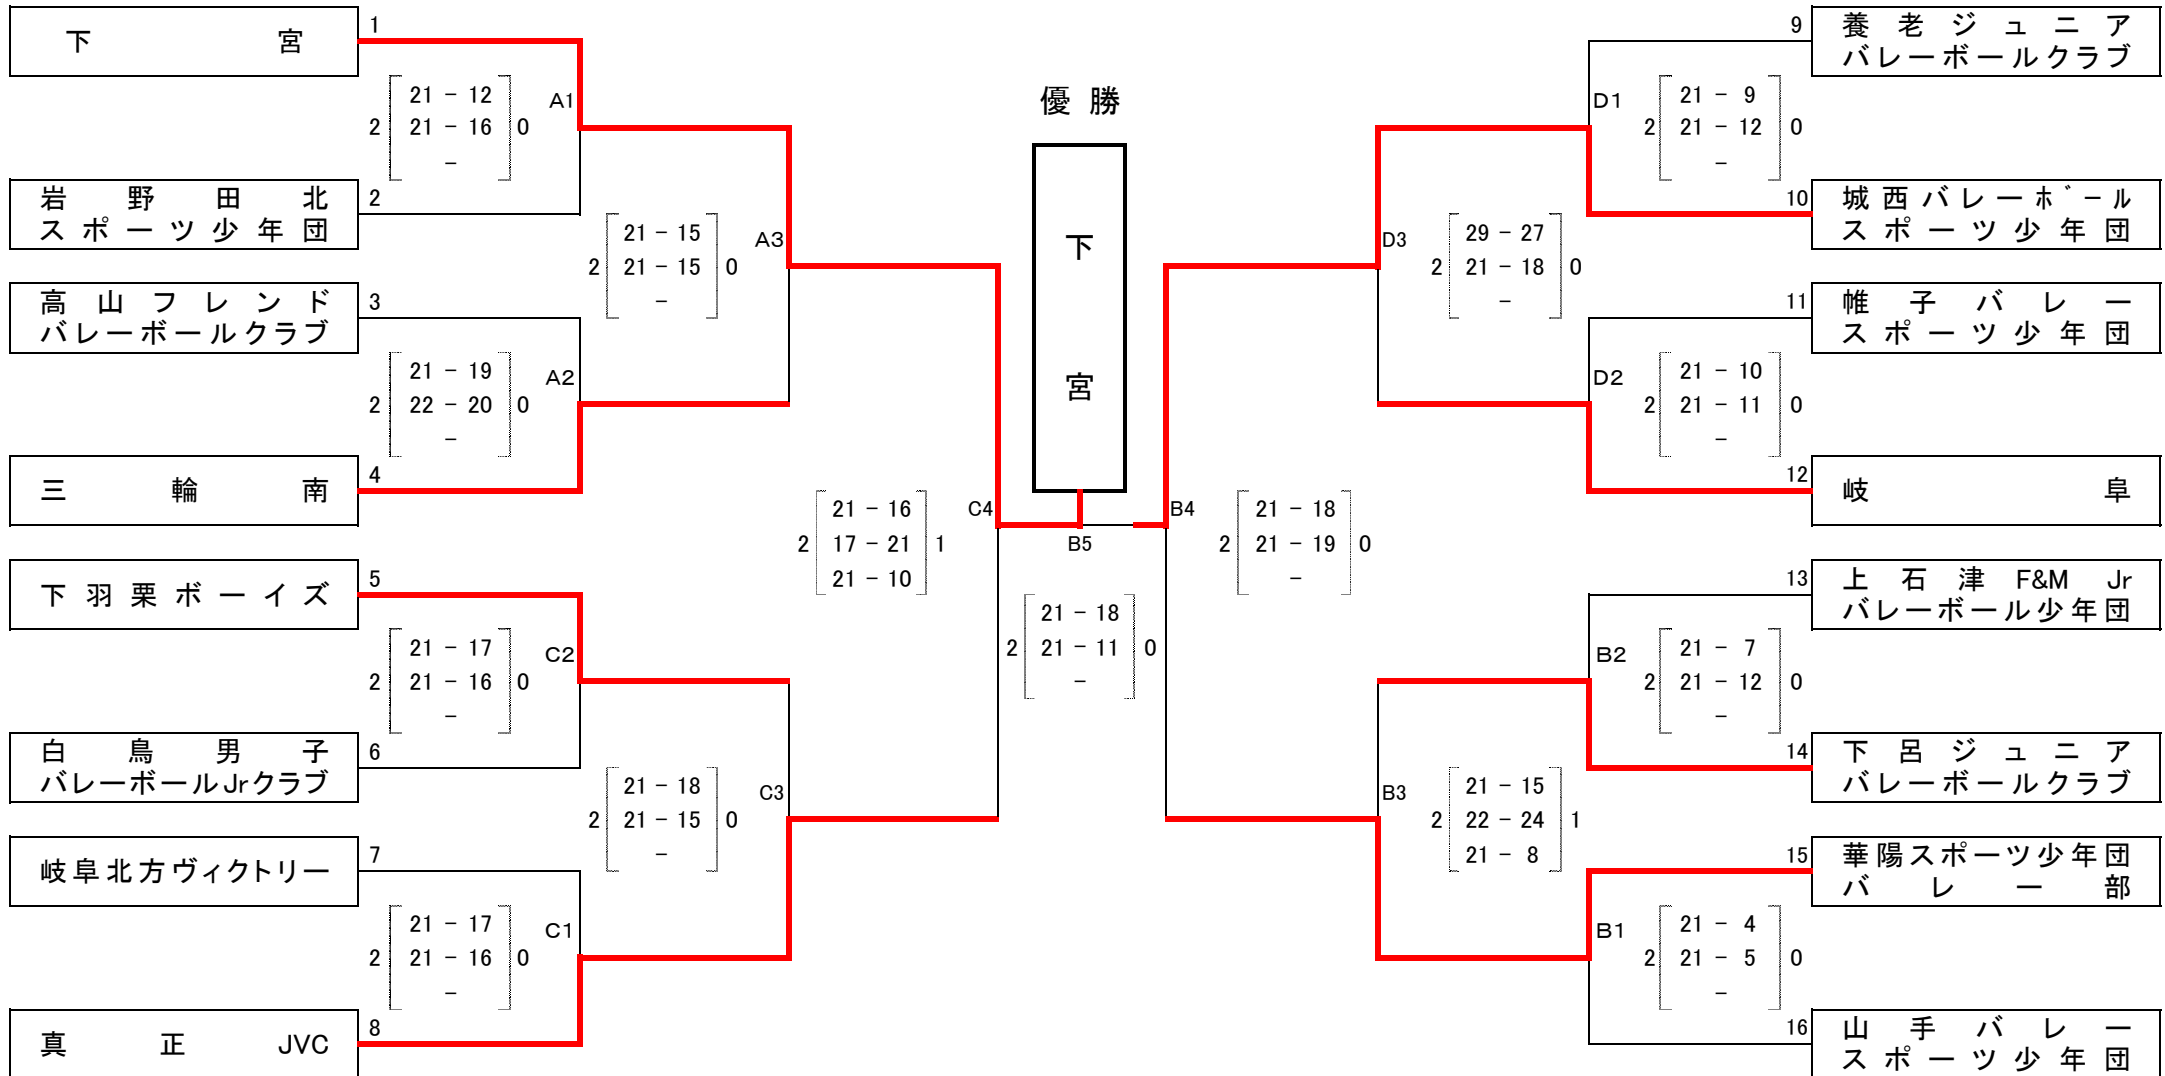 優勝
下宮
1
下宮
A1
21 - 12
2 21 - 16 0
-
2
岩野田北
スポーツ少年団
A3
21 - 15
2 21 - 15 0
-
3
高山フレンド
バレーボールクラブ
A2
21 - 19
2 22 - 20 0
-
4
三輪南
C4
21 - 16
2 17 - 21 1
21 - 10
5
下羽栗ボーイズ
C2
21 - 17
2 21 - 16 0
-
6
白鳥男子
バレーボールJrクラブ
C3
21 - 18
2 21 - 15 0
-
7
岐阜北方ヴィクトリー
C1
21 - 17
2 21 - 16 0
-
8
真正JVC
B5
21 - 18
2 21 - 11 0
-
9
養老ジュニア
バレーボールクラブ
D1
21 - 9
2 21 - 12 0
-
10
城西バレーホ゛ール
スポーツ少年団
D3
29 - 27
2 21 - 18 0
-
11
帷子バレー
スポーツ少年団
D2
21 - 10
2 21 - 11 0
-
12
岐阜
B4
21 - 18
2 21 - 19 0
-
13
上石津 F&M Jr
バレーボール少年団
B2
21 - 7
2 21 - 12 0
-
14
下呂ジュニア
バレーボールクラブ
B3
21 - 15
2 22 - 24 1
21 - 8
15
華陽スポーツ少年団
バレー部
B1
21 - 4
2 21 - 5 0
-
16
山手バレー
スポーツ少年団